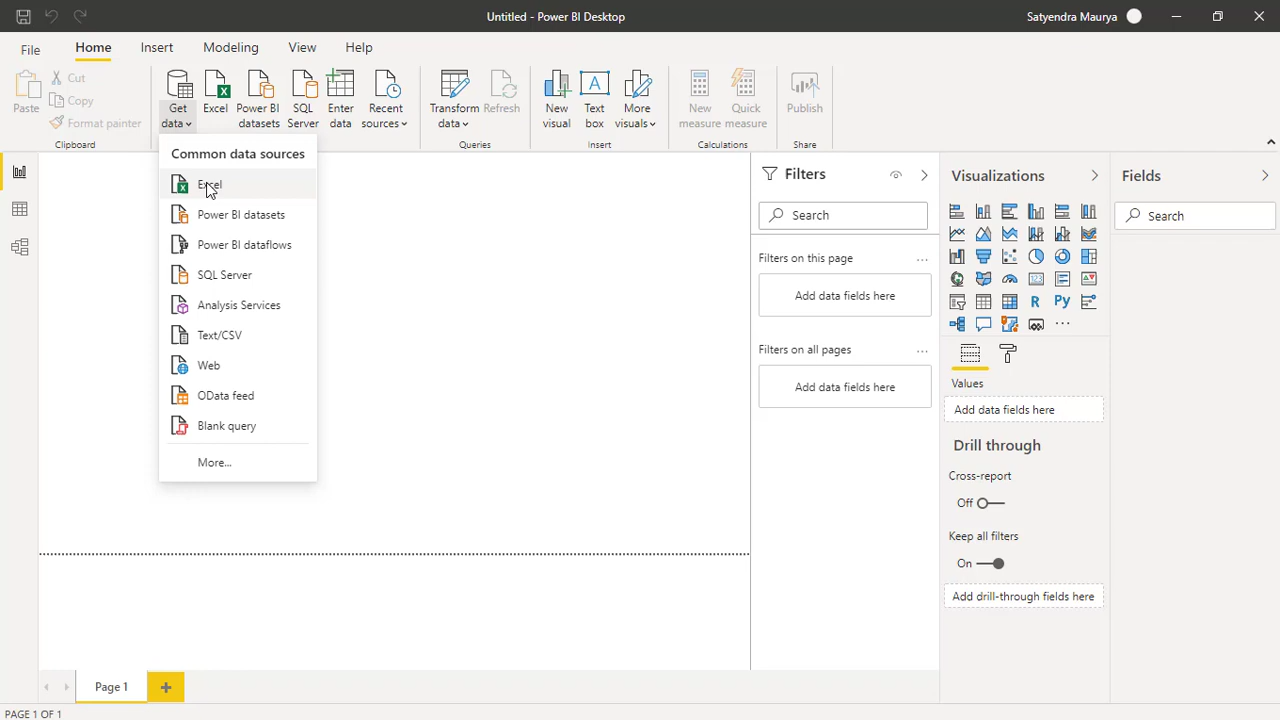 Untitled - Power BI Desktop
Satyendra Maurya
File Home Insert Modeling View Help
Paste
Cut
Copy
Format painter
Clipboard
Get data
Excel
Power BI datasets
SQL Server
Enter data
Recent sources
Transform data
Refresh
Queries
New visual
Text box
More visuals
Insert
New measure
Quick measure
Calculations
Publish
Share
Common data sources
Excel
Power BI datasets
Power BI dataflows
SQL Server
Analysis Services
Text/CSV
Web
OData feed
Blank query
More...
Filters
Search
Filters on this page
Add data fields here
Filters on all pages
Add data fields here
Visualizations
Values
Add data fields here
Drill through
Cross-report
Off
Keep all filters
On
Add drill-through fields here
Fields
Search
Page 1
PAGE 1 OF 1